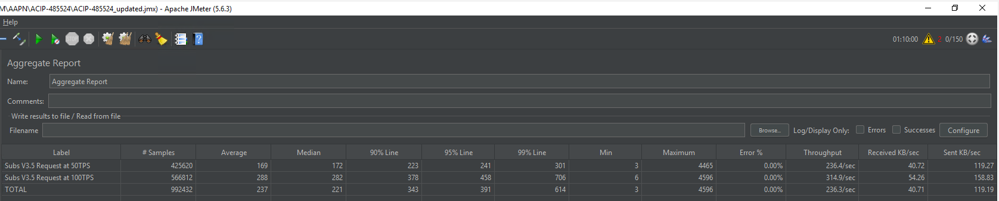 M\AAPN\ACIP-485524\ACIP-485524_updated.jmx) - Apache JMeter (5.6.3)
Help
01:10:00 2 0/150
Aggregate Report
Name: Aggregate Report
Comments:
Write results to file / Read from file
Filename Browse... Log/Display Only: Errors Successes Configure
Label # Samples Average Median 90% Line 95% Line 99% Line Min Maximum Error % Throughput Received KB/sec Sent KB/sec
Subs V3.5 Request at 50TPS 425620 169 172 223 241 301 3 4465 0.00% 236.4/sec 40.72 119.27
Subs V3.5 Request at 100TPS 566812 288 282 378 458 706 6 4596 0.00% 314.9/sec 54.26 158.83
TOTAL 992432 237 221 343 391 614 3 4596 0.00% 236.3/sec 40.71 119.19